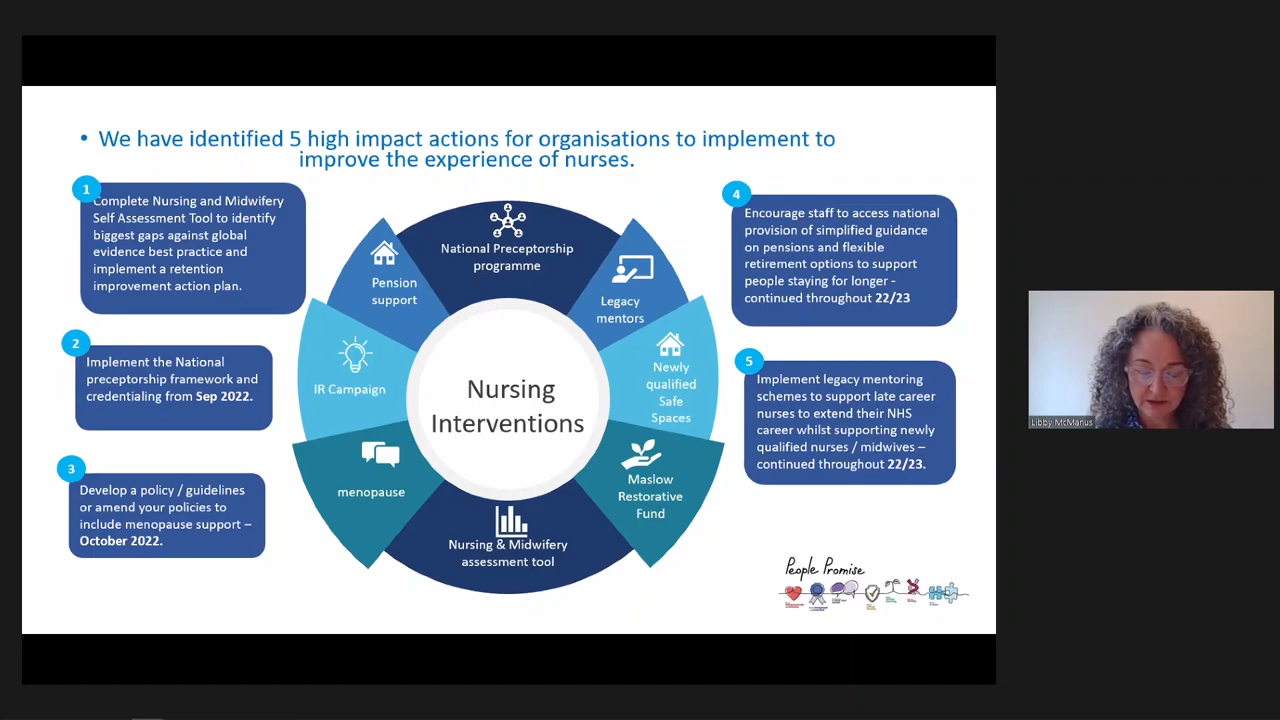 • We have identified 5 high impact actions for organisations to implement to
improve the experience of nurses.
1
Complete Nursing and Midwifery
Self Assessment Tool to identify
biggest gaps against global
evidence best practice and
implement a retention
improvement action plan.
2
Implement the National
preceptorship framework and
credentialing from Sep 2022.
3
Develop a policy / guidelines
or amend your policies to
include menopause support –
October 2022.
National Preceptorship
programme
Pension
support
Legacy
mentors
IR Campaign
Newly
qualified
Safe
Spaces
Nursing
Interventions
menopause
Maslow
Restorative
Fund
Nursing & Midwifery
assessment tool
4
Encourage staff to access national
provision of simplified guidance
on pensions and flexible
retirement options to support
people staying for longer -
continued throughout 22/23
5
Implement legacy mentoring
schemes to support late career
nurses to extend their NHS
career whilst supporting newly
qualified nurses / midwives –
continued throughout 22/23.
People Promise
Libby McManus